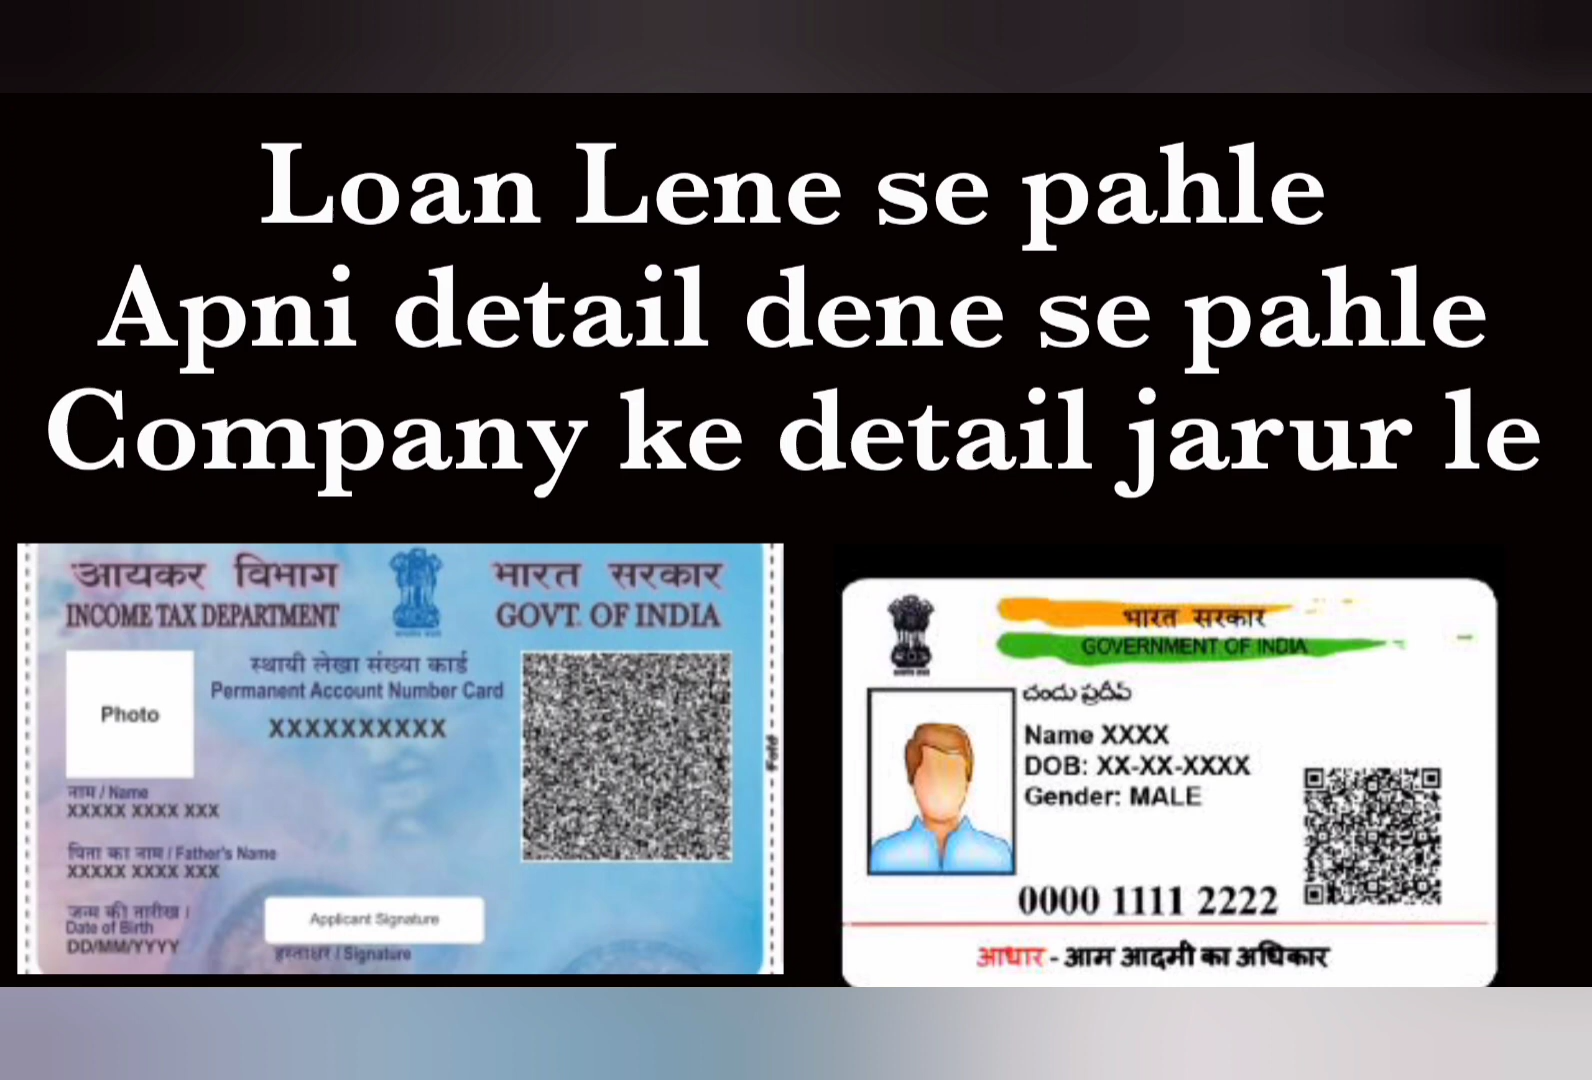 Loan Lene se pahle
Apni detail dene se pahle
Company ke detail jarur le
आयकर विभाग
INCOME TAX DEPARTMENT
भारत सरकार
GOVT. OF INDIA
स्थायी लेखा संख्या कार्ड
Permanent Account Number Card
XXXXXXXXXX
Photo
नाम / Name
XXXXX XXXX XXX
पिता का नाम / Father's Name
XXXXX XXXX XXX
जन्म की तारीख /
Date of Birth
DD/MM/YYYY
Applicant Signature
हस्ताक्षर / Signature
Fold
भारत सरकार
GOVERNMENT OF INDIA
చందు ప్రదీప్
Name XXXX
DOB: XX-XX-XXXX
Gender: MALE
0000 1111 2222
आधार - आम आदमी का अधिकार